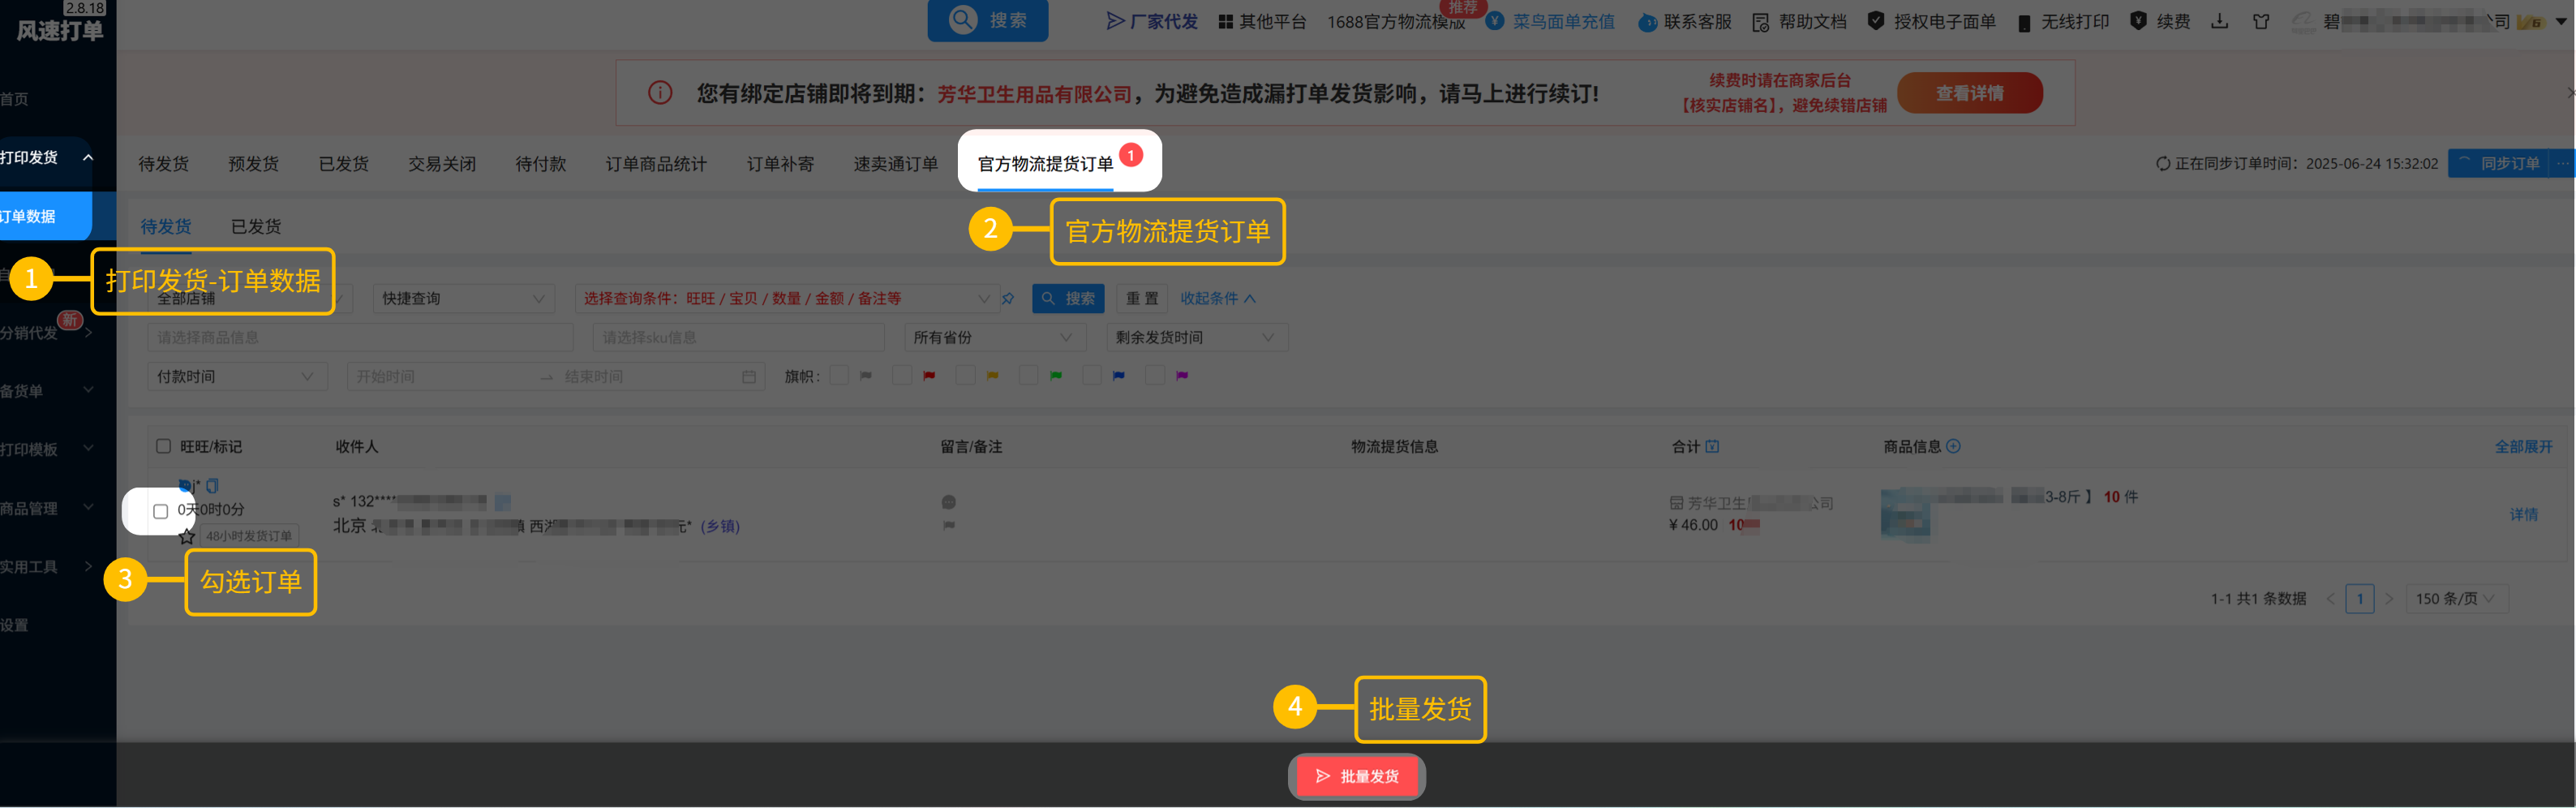 2.8.18
风速打单
搜索
厂家代发
其他平台
1688官方物流模版
推荐
菜鸟面单充值
联系客服
帮助文档
授权电子面单
无线打印
续费
碧
司
您有绑定店铺即将到期：芳华卫生用品有限公司，为避免造成漏打单发货影响，请马上进行续订!
续费时请在商家后台
【核实店铺名】，避免续错店铺
查看详情
首页
打印发货
订单数据
分销代发
新
备货单
打印模板
商品管理
实用工具
设置
待发货
预发货
已发货
交易关闭
待付款
订单商品统计
订单补寄
速卖通订单
官方物流提货订单
1
正在同步订单时间：2025-06-24 15:32:02
同步订单
...
待发货
已发货
2
官方物流提货订单
1
打印发货-订单数据
全部店铺
快捷查询
选择查询条件：旺旺 / 宝贝 / 数量 / 金额 / 备注等
搜索
重 置
收起条件
请选择商品信息
请选择sku信息
所有省份
剩余发货时间
付款时间
开始时间
结束时间
旗帜：
旺旺/标记
收件人
留言/备注
物流提货信息
合计
商品信息
全部展开
j*
0天0时0分
48小时发货订单
s* 132****
北京
西湖
元*
(乡镇)
芳华卫生
公司
¥ 46.00
10
3-8斤 】 10 件
详情
3
勾选订单
1-1 共1 条数据
1
150 条/页
4
批量发货
批量发货